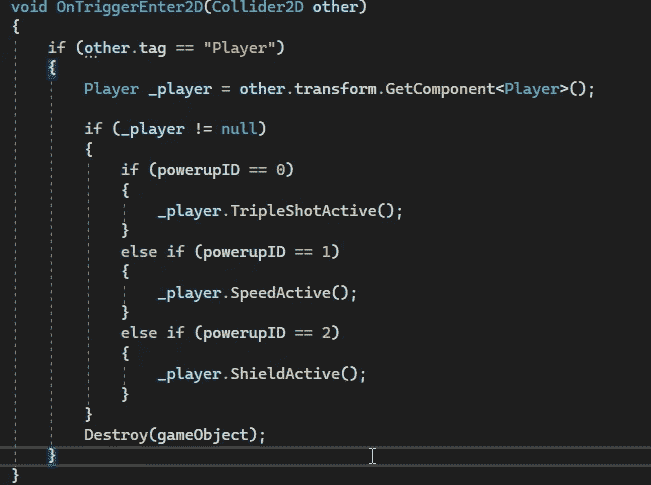 void OnTriggerEnter2D(Collider2D other)
{
    if (other.tag == "Player")
    {
        Player _player = other.transform.GetComponent<Player>();

        if (_player != null)
        {
            if (powerupID == 0)
            {
                _player.TripleShotActive();
            }
            else if (powerupID == 1)
            {
                _player.SpeedActive();
            }
            else if (powerupID == 2)
            {
                _player.ShieldActive();
            }
        }
        Destroy(gameObject);
    }
}